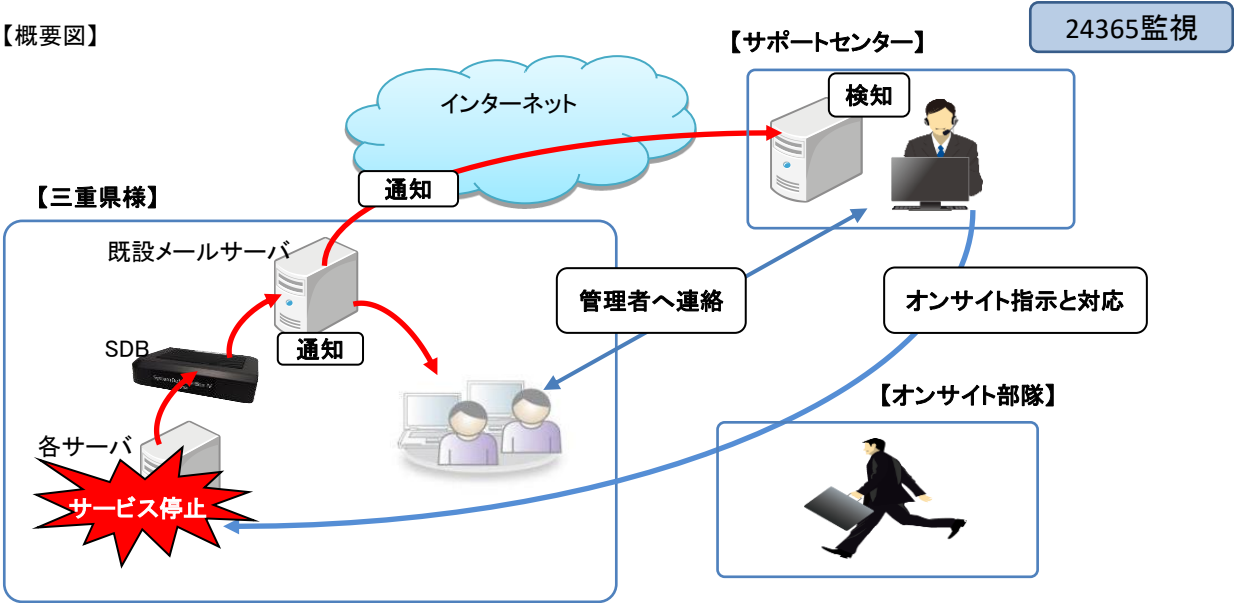 【概要図】
24365監視
【サポートセンター】
検知
インターネット
通知
【三重県様】
既設メールサーバ
管理者へ連絡
オンサイト指示と対応
SDB
通知
【オンサイト部隊】
各サーバ
サービス停止